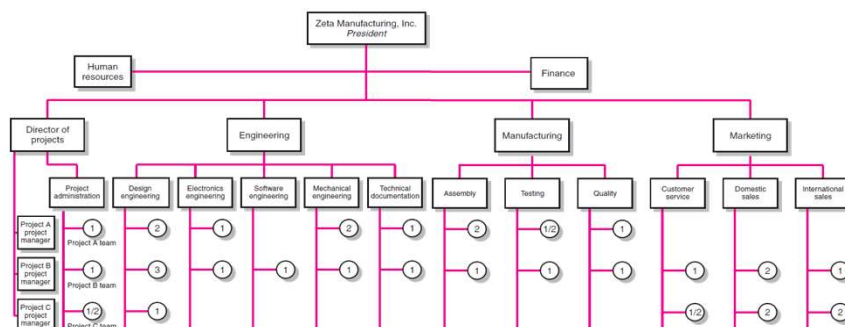 Zeta Manufacturing, Inc.
President
Human
resources
Finance
Director of
projects
Engineering
Manufacturing
Marketing
Project
administration
Design
engineering
Electronics
engineering
Software
engineering
Mechanical
engineering
Technical
documentation
Assembly
Testing
Quality
Customer
service
Domestic
sales
International
sales
Project A
project
manager
1
2
1
2
1
2
1/2
1
Project A team
Project B
project
manager
1
3
1
1
1
1
1
1
1
1
2
1
Project B team
Project C
project
manager
1/2
1
1/2
2
2
Project C team